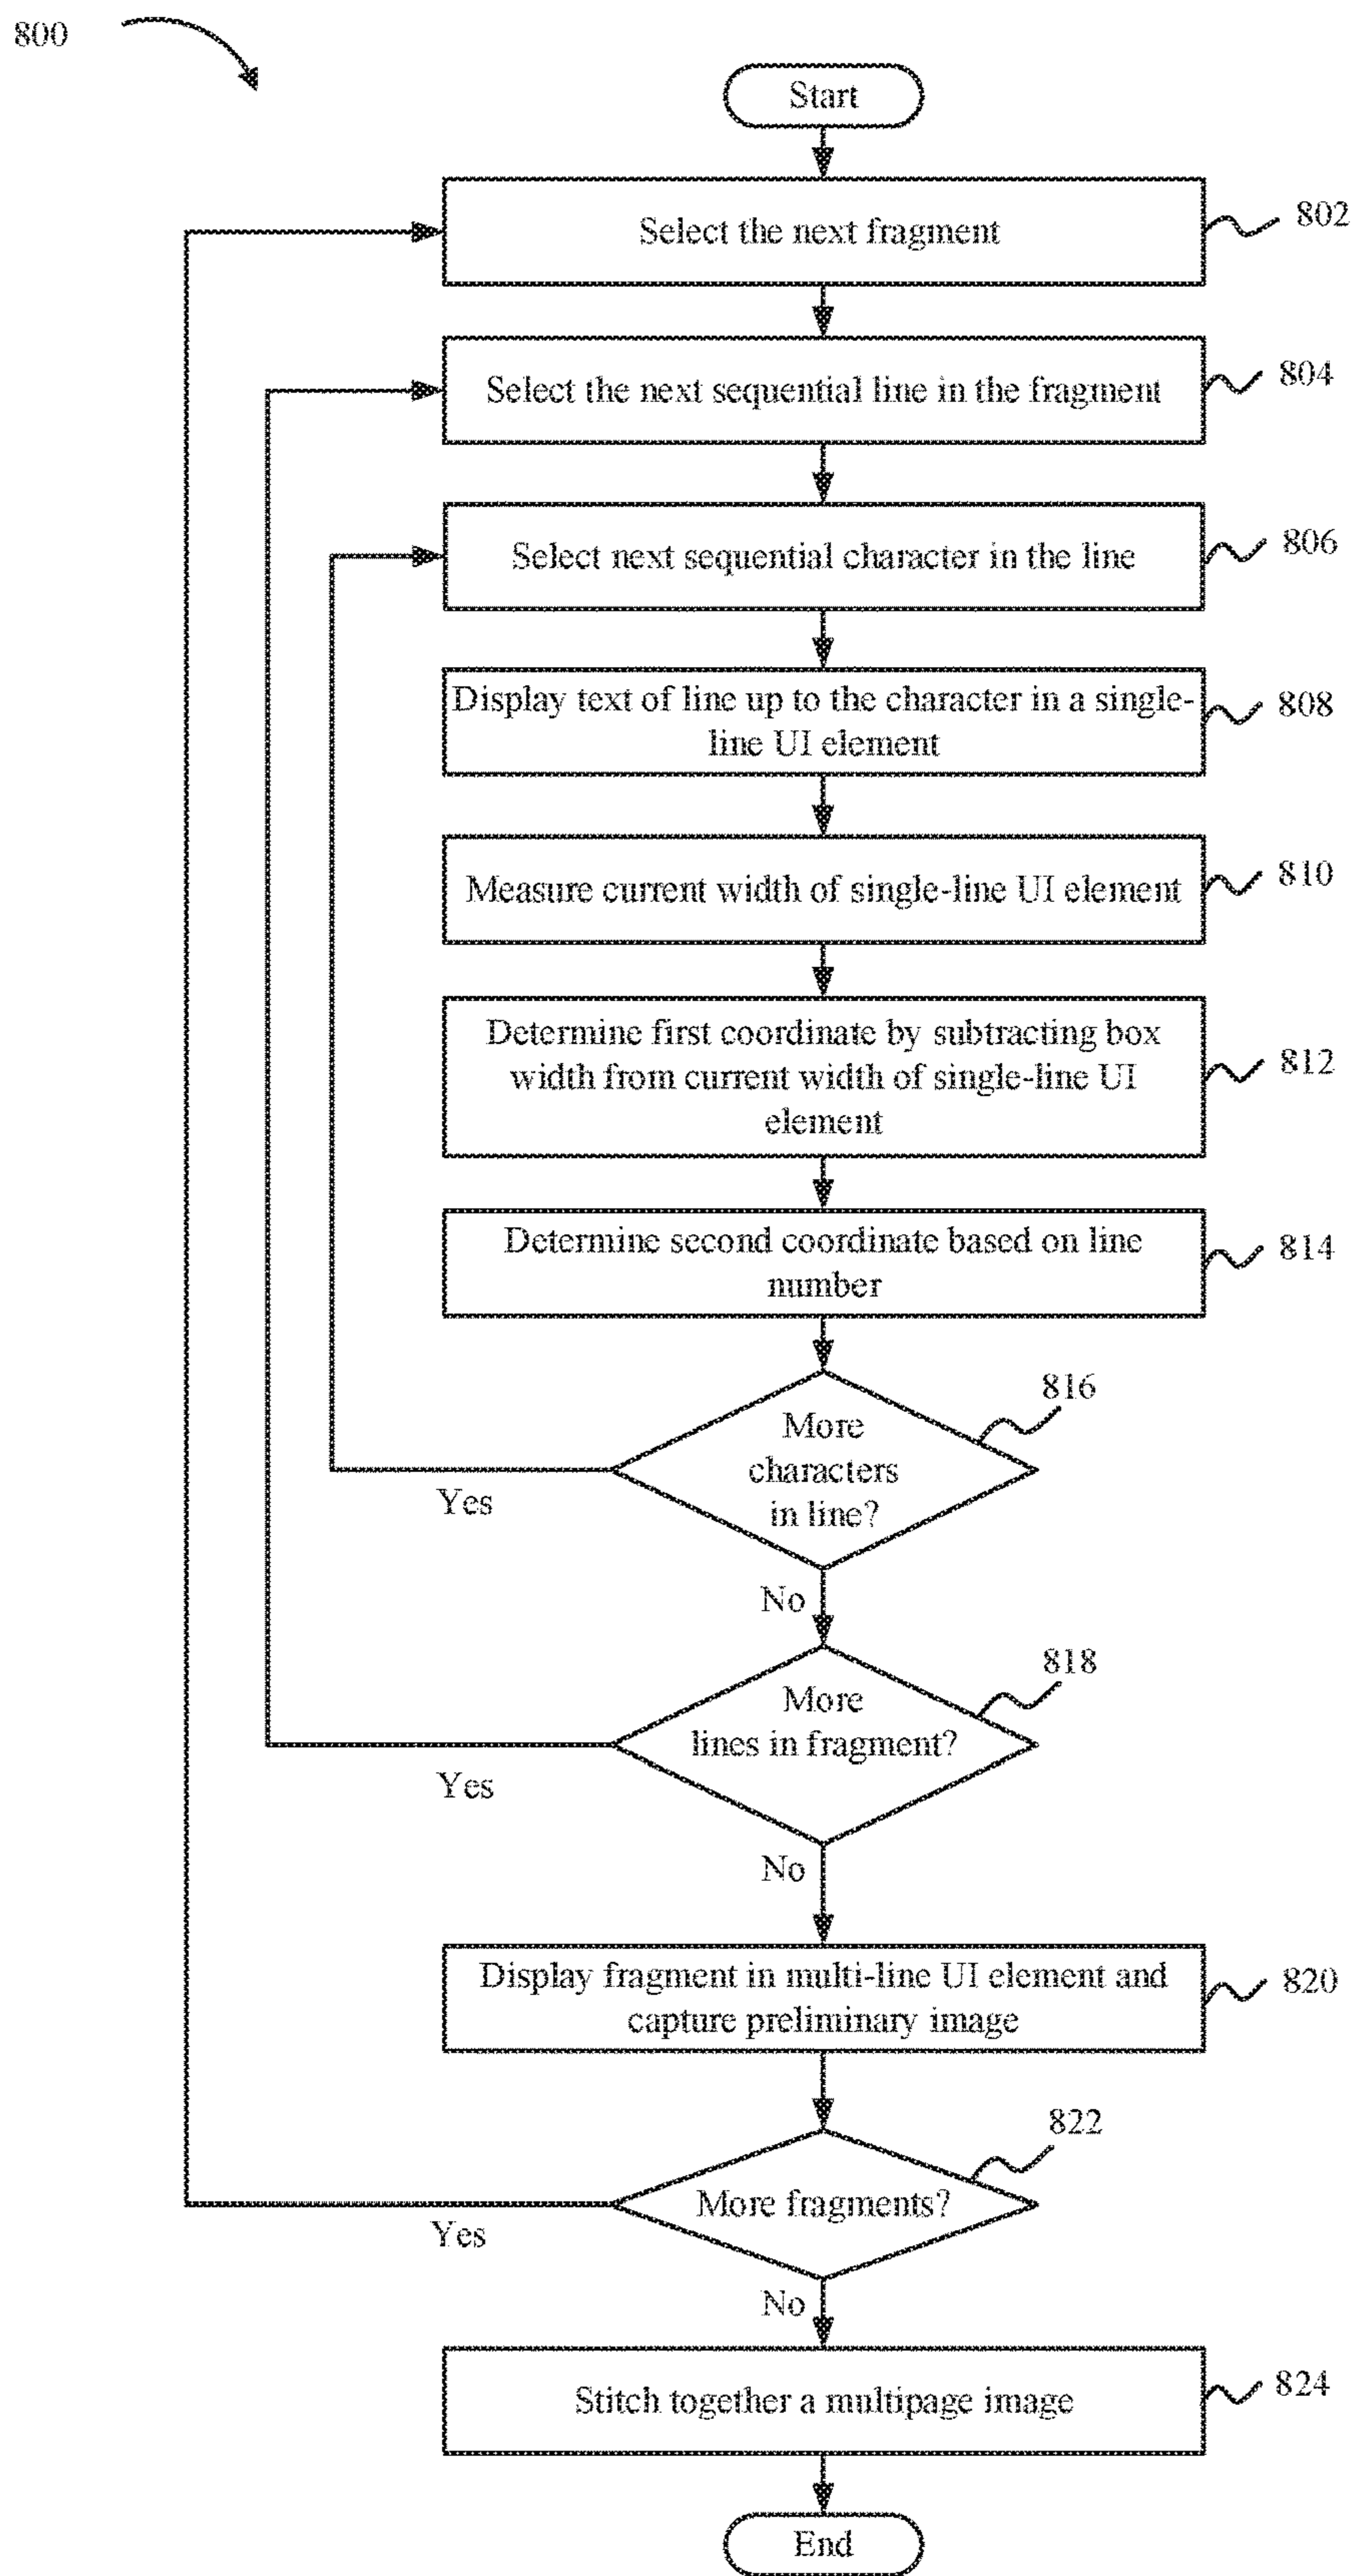 800
Start
Select the next fragment
802
Select the next sequential line in the fragment
804
Select next sequential character in the line
806
Display text of line up to the character in a single-
line UI element
808
Measure current width of single-line UI element
810
Determine first coordinate by subtracting box
width from current width of single-line UI
element
812
Determine second coordinate based on line
number
814
816
More
characters
in line?
Yes
No
818
More
lines in fragment?
Yes
No
Display fragment in multi-line UI element and
capture preliminary image
820
822
More fragments?
Yes
No
Stitch together a multipage image
824
End